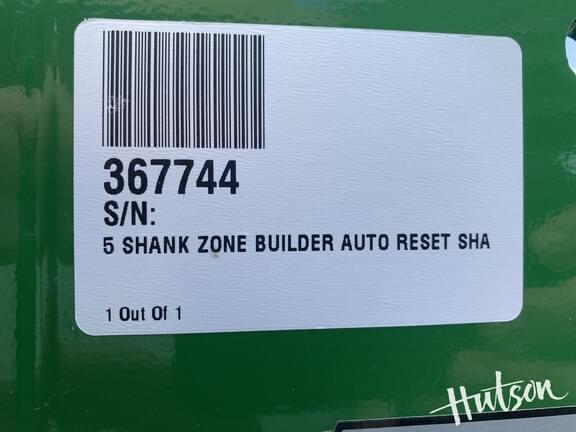 367744
S/N:
5 SHANK ZONE BUILDER AUTO RESET SHA
1 Out Of 1
Hutson